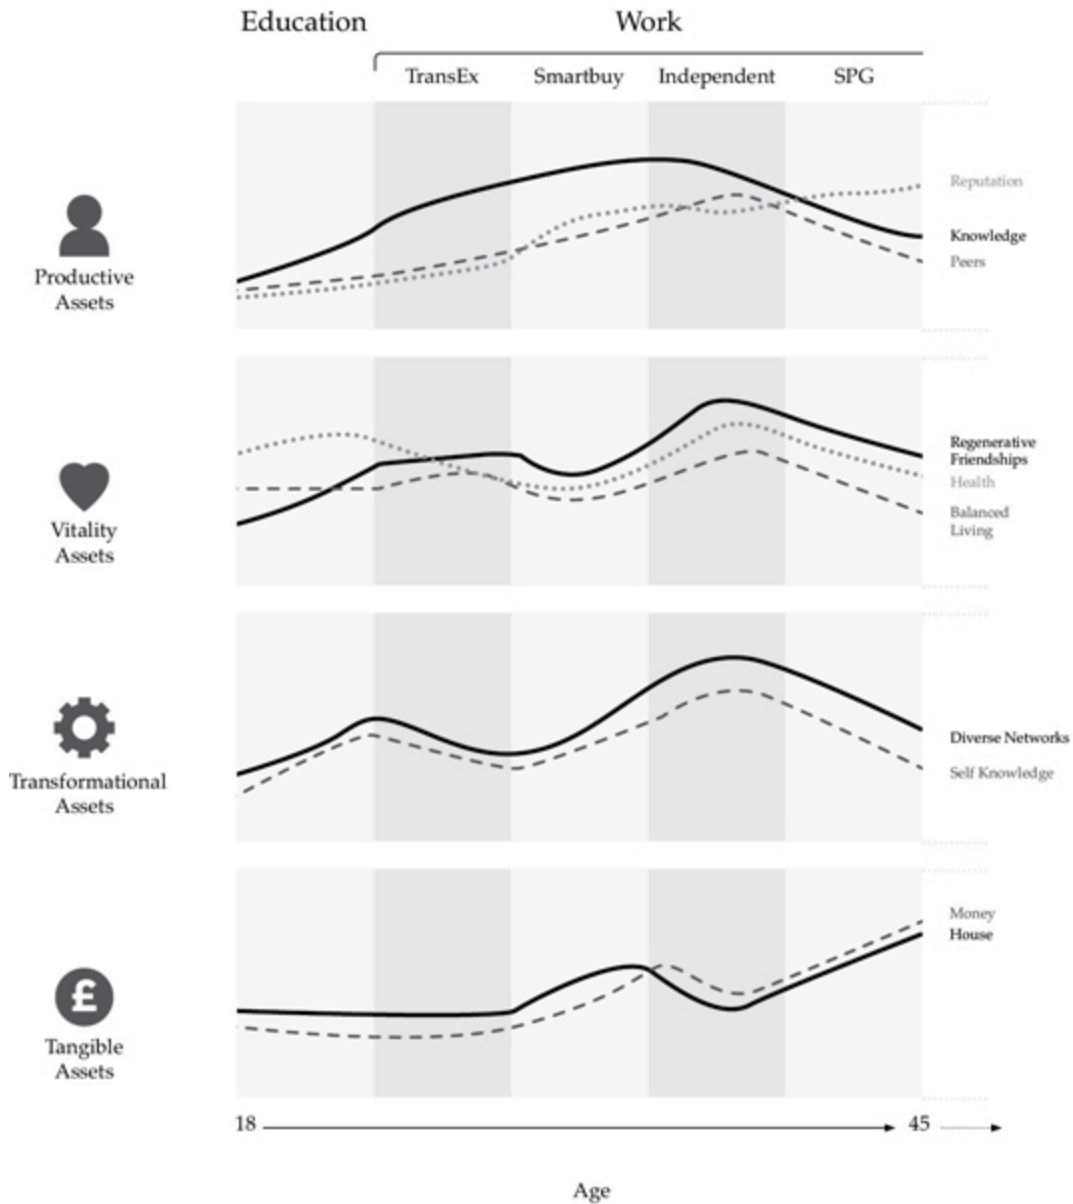 Education
Work
TransEx
Smartbuy
Independent
SPG
Productive
Assets
Reputation
Knowledge
Peers
Vitality
Assets
Regenerative
Friendships
Health
Balanced
Living
Transformational
Assets
Diverse Networks
Self Knowledge
£
Tangible
Assets
Money
House
18
45
Age